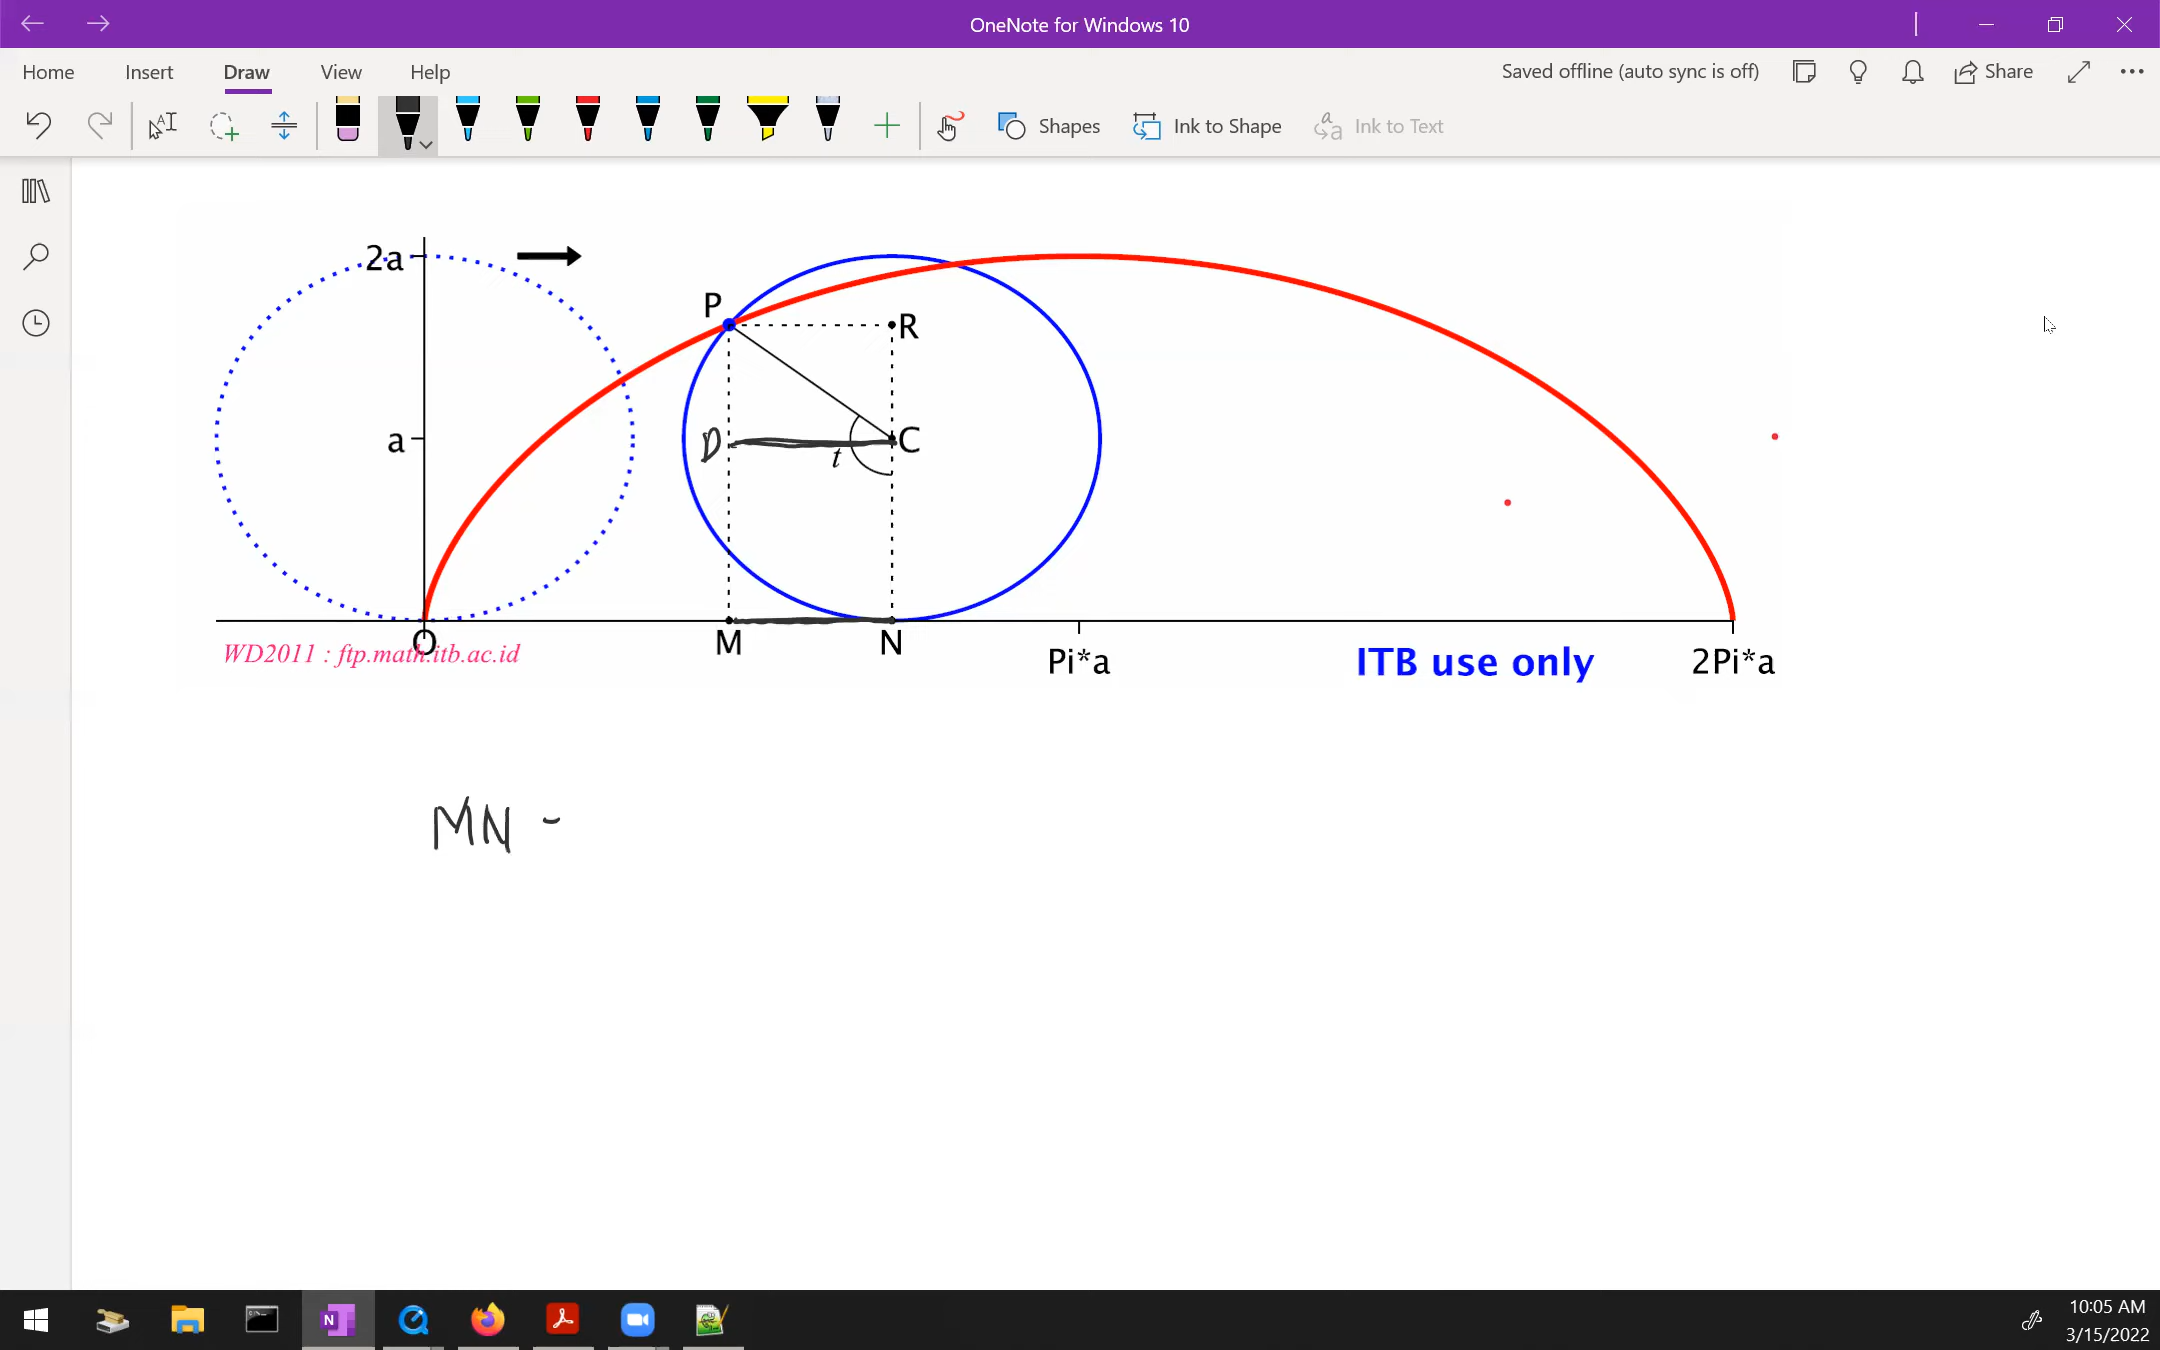 OneNote for Windows 10
Home Insert Draw View Help Saved offline (auto sync is off) Share
Shapes Ink to Shape Ink to Text
2a
P R
a D C
t
O M N
WD2011 : ftp.math.itb.ac.id Pi*a ITB use only 2Pi*a
MN -
10:05 AM
3/15/2022